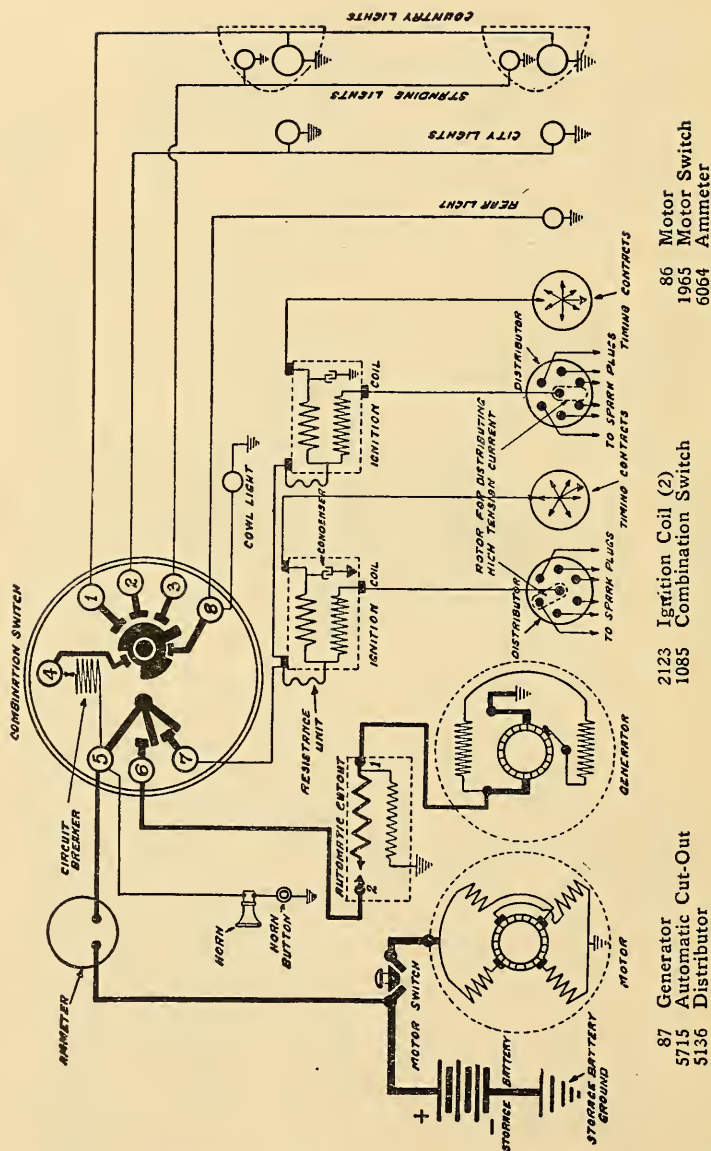 COMBINATION SWITCH
AMMETER
CIRCUIT
BREAKER
4
5
6
7
1
2
3
8
HORN
HORN
BUTTON
COWL LIGHT
COUNTRY LIGHTS
STANDING LIGHTS
CITY LIGHTS
REAR LIGHT
RESISTANCE
UNIT
CONDENSER
IGNITION COIL
IGNITION COIL
AUTOMATIC CUTOUT
2
1
MOTOR SWITCH
+
-
STORAGE BATTERY
STORAGE BATTERY
GROUND
MOTOR
GENERATOR
DISTRIBUTOR
TO SPARK PLUGS
TIMING CONTACTS
ROTOR FOR DISTRIBUTING
HIGH TENSION CURRENT
DISTRIBUTOR
TO SPARK PLUGS
TIMING CONTACTS
87 Generator
5715 Automatic Cut-Out
5136 Distributor
2123 Ignition Coil (2)
1085 Combination Switch
86 Motor
1965 Motor Switch
6064 Ammeter